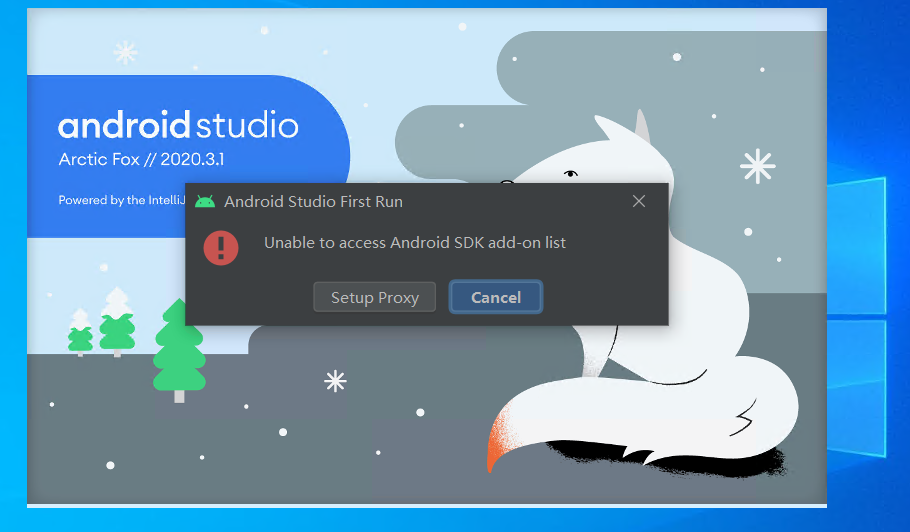 android studio
Arctic Fox // 2020.3.1
Powered by the IntelliJ
Android Studio First Run
Unable to access Android SDK add-on list
Setup Proxy
Cancel